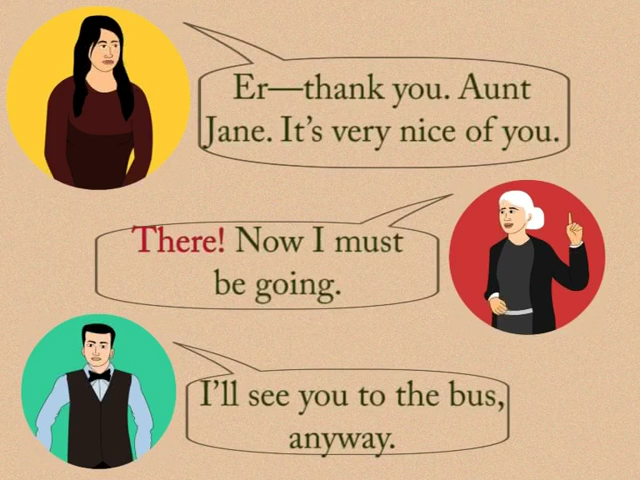 Er—thank you. Aunt
Jane. It's very nice of you.
There! Now I must
be going.
I'll see you to the bus,
anyway.